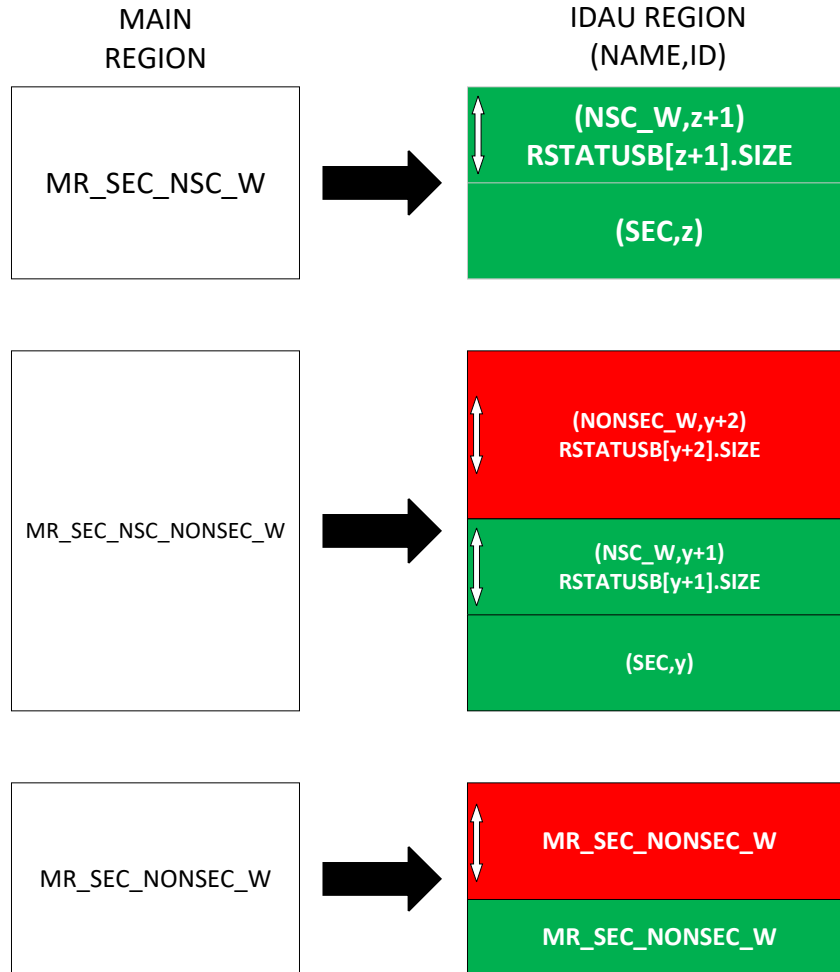 MAIN
REGION
IDAU REGION
(NAME,ID)
MR_SEC_NSC_W
(NSC_W,z+1)
RSTATUSB[z+1].SIZE
(SEC,z)
MR_SEC_NSC_NONSEC_W
(NONSEC_W,y+2)
RSTATUSB[y+2].SIZE
(NSC_W,y+1)
RSTATUSB[y+1].SIZE
(SEC,y)
MR_SEC_NONSEC_W
MR_SEC_NONSEC_W
MR_SEC_NONSEC_W